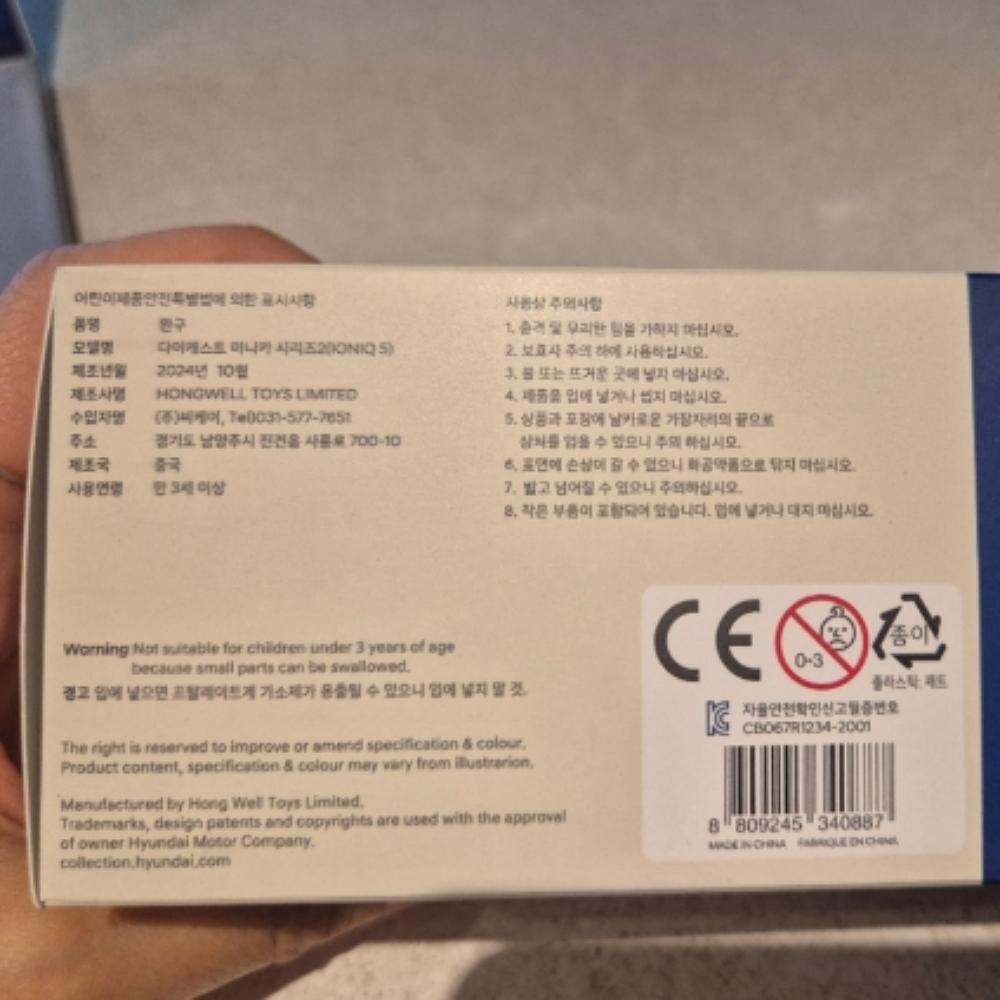 어린이제품안전특별법에 의한 표시사항
품명 완구
모델명 다이캐스트 미니카 시리즈2(IONIQ 5)
제조년월 2024년 10월
제조사명 HONGWELL TOYS LIMITED
수입자명 (주)씨케이, Tel)031-577-7651
주소 경기도 남양주시 진건읍 사릉로 700-10
제조국 중국
사용연령 만 3세 이상
사용상 주의사항
1. 충격 및 무리한 힘을 가하지 마십시오.
2. 보호자 주의 하에 사용하십시오.
3. 불 또는 뜨거운 곳에 넣지 마십시오.
4. 제품을 입에 넣거나 씹지 마십시오.
5. 상품과 포장에 날카로운 가장자리의 끝으로
상처를 입을 수 있으니 주의 하십시오.
6. 표면에 손상이 갈 수 있으니 화공약품으로 닦지 마십시오.
7. 밟고 넘어질 수 있으니 주의하십시오.
8. 작은 부품이 포함되어 있습니다. 입에 넣거나 대지 마십시오.
Warning Not suitable for children under 3 years of age
because small parts can be swallowed.
경고 입에 넣으면 프탈레이트계 가소제가 용출될 수 있으니 입에 넣지 말 것.
The right is reserved to improve or amend specification & colour.
Product content, specification & colour may vary from illustrarion.
Manufactured by Hong Well Toys Limited.
Trademarks, design patents and copyrights are used with the approval
of owner Hyundai Motor Company.
collection.hyundai.com
CE
0-3
종이
플라스틱: 패트
KC 자율안전확인신고필증번호
CB067R1234-2001
8 809245 340887
MADE IN CHINA FABRIQUE EN CHINA